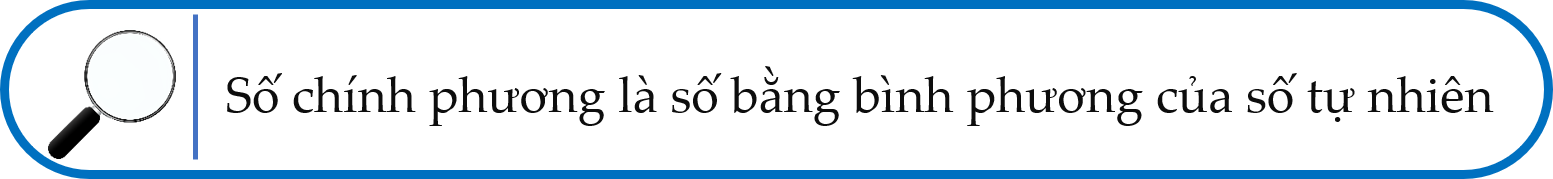 Số chính phương là số bằng bình phương của số tự nhiên